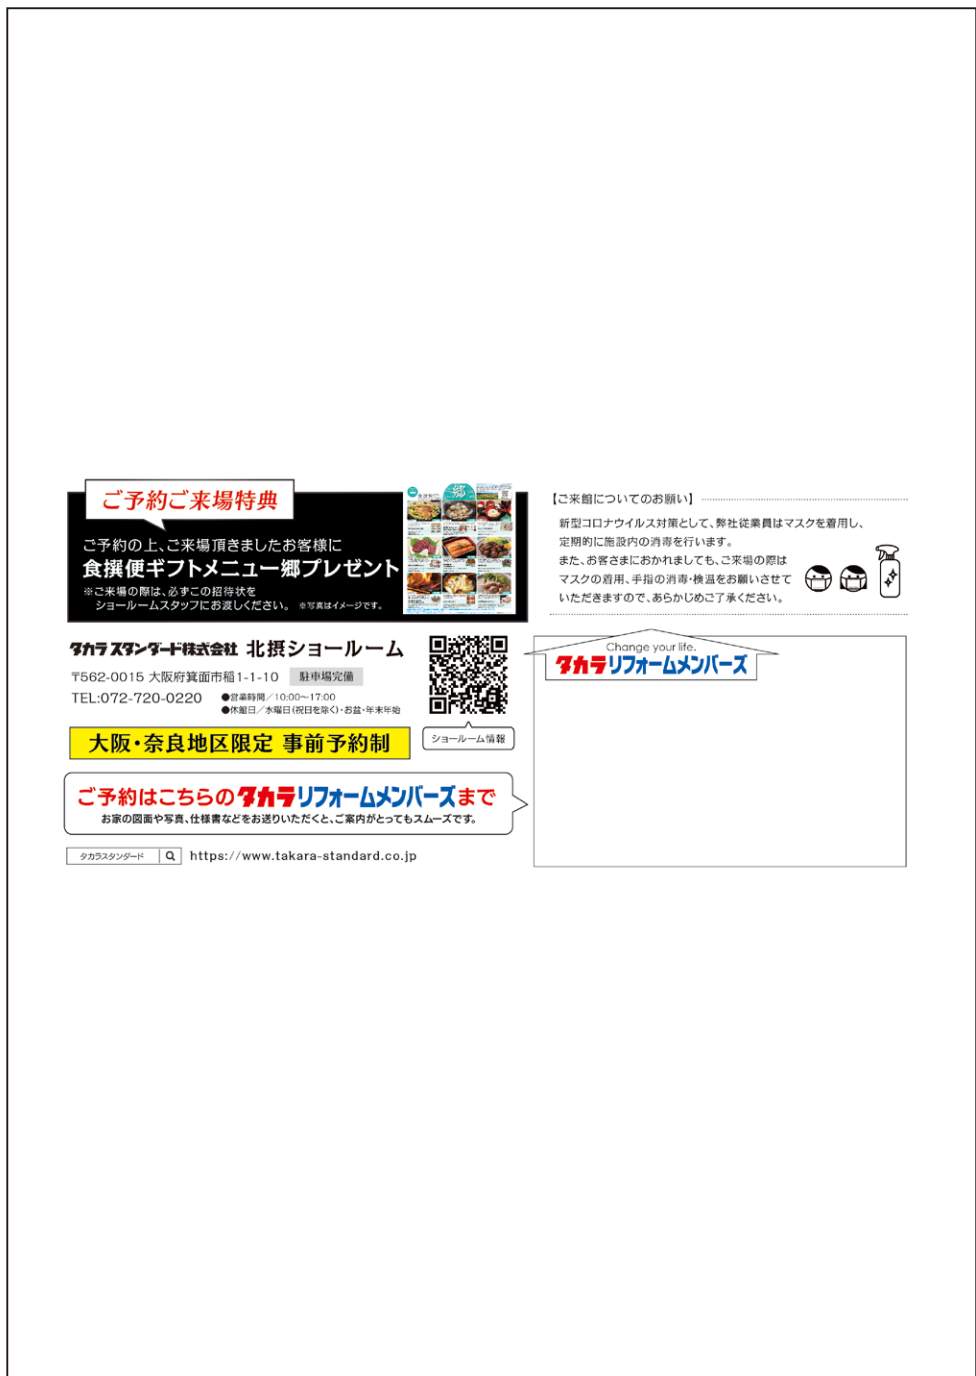 ご予約ご来場特典
ご予約の上、ご来場頂きましたお客様に
食撰便ギフトメニュー郷プレゼント
※ご来場の際は、必ずこの招待状を
ショールームスタッフにお渡しください。 ※写真はイメージです。
郷
【ご来館についてのお願い】
新型コロナウイルス対策として、弊社従業員はマスクを着用し、
定期的に施設内の消毒を行います。
また、お客さまにおかれましても、ご来場の際は
マスクの着用、手指の消毒・検温をお願いさせて
いただきますので、あらかじめご了承ください。
タカラスタンダード株式会社 北摂ショールーム
〒562-0015 大阪府箕面市稲1-1-10 駐車場完備
TEL:072-720-0220 ●営業時間／10:00〜17:00
●休館日／水曜日(祝日を除く)・お盆・年末年始
ショールーム情報
大阪・奈良地区限定 事前予約制
ご予約はこちらのタカラリフォームメンバーズまで
お家の図面や写真、仕様書などをお送りいただくと、ご案内がとってもスムーズです。
タカラスタンダード https://www.takara-standard.co.jp
Change your life.
タカラリフォームメンバーズ